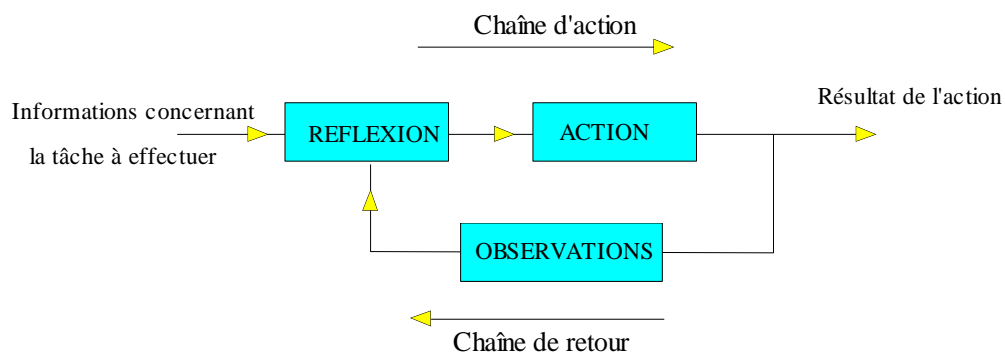 Chaîne d'action
Informations concernant
la tâche à effectuer
REFLEXION
ACTION
Résultat de l'action
OBSERVATIONS
Chaîne de retour